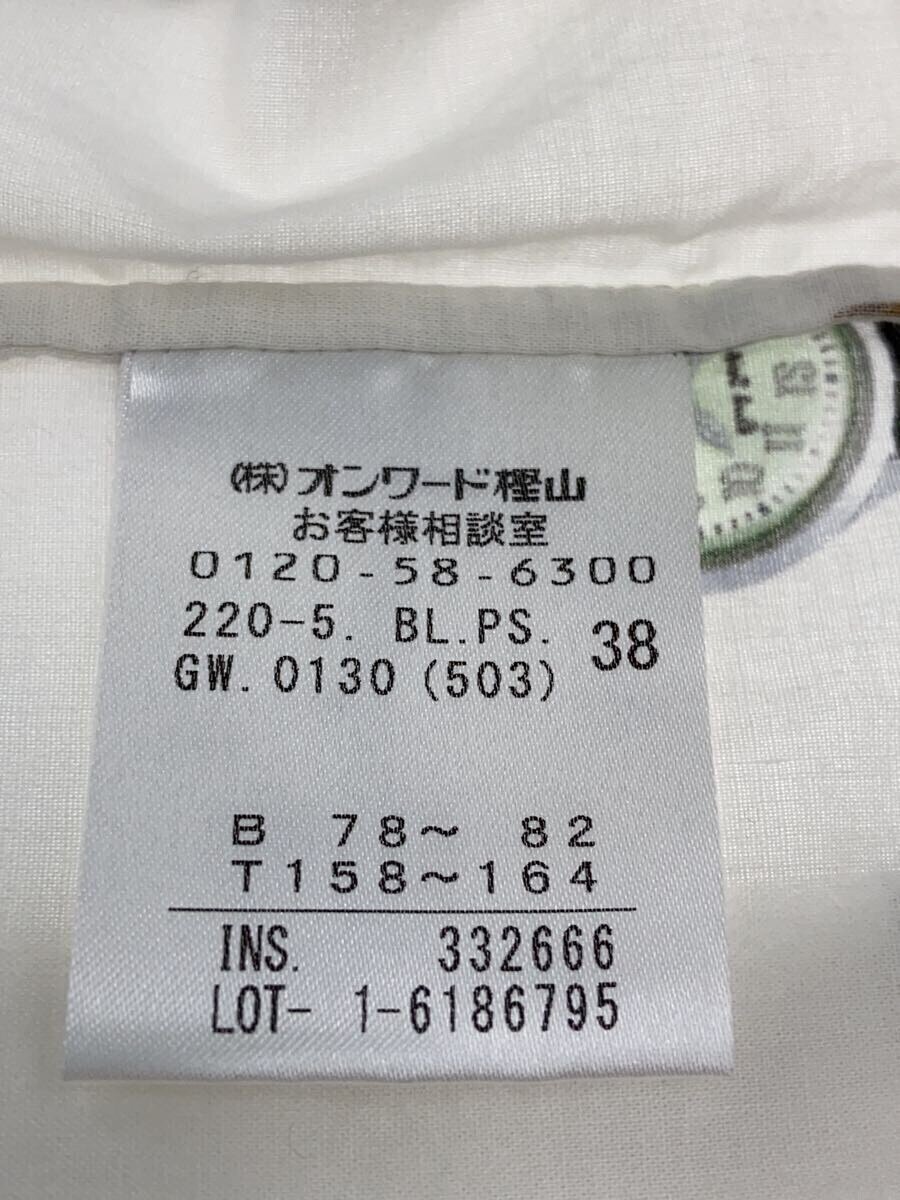 (株)オンワード樫山
お客様相談室
0120-58-6300
220-5. BL.PS. 38
GW.0130(503)
B 78～ 82
T158～164
INS. 332666
LOT- 1-6186795